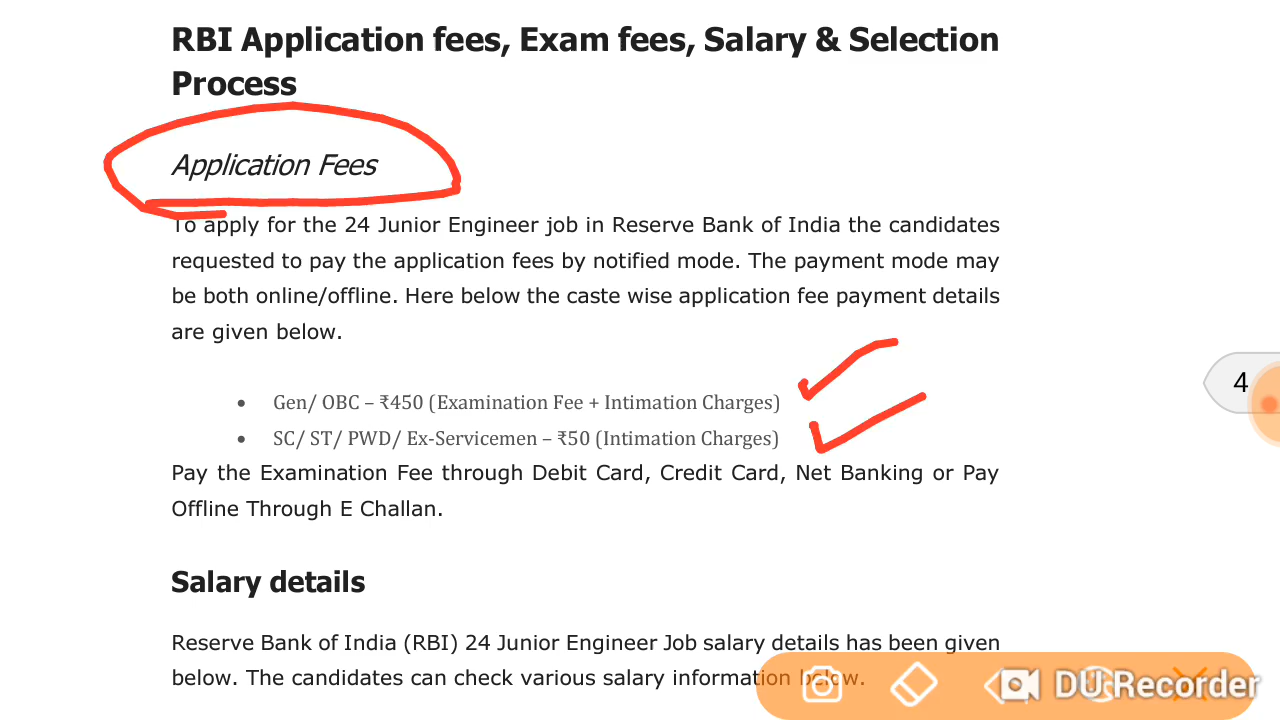 RBI Application fees, Exam fees, Salary & Selection
Process
Application Fees
To apply for the 24 Junior Engineer job in Reserve Bank of India the candidates
requested to pay the application fees by notified mode. The payment mode may
be both online/offline. Here below the caste wise application fee payment details
are given below.
• Gen/ OBC – ₹450 (Examination Fee + Intimation Charges)
• SC/ ST/ PWD/ Ex-Servicemen – ₹50 (Intimation Charges)
4
Pay the Examination Fee through Debit Card, Credit Card, Net Banking or Pay
Offline Through E Challan.
Salary details
Reserve Bank of India (RBI) 24 Junior Engineer Job salary details has been given
below. The candidates can check various salary information below.
DU Recorder